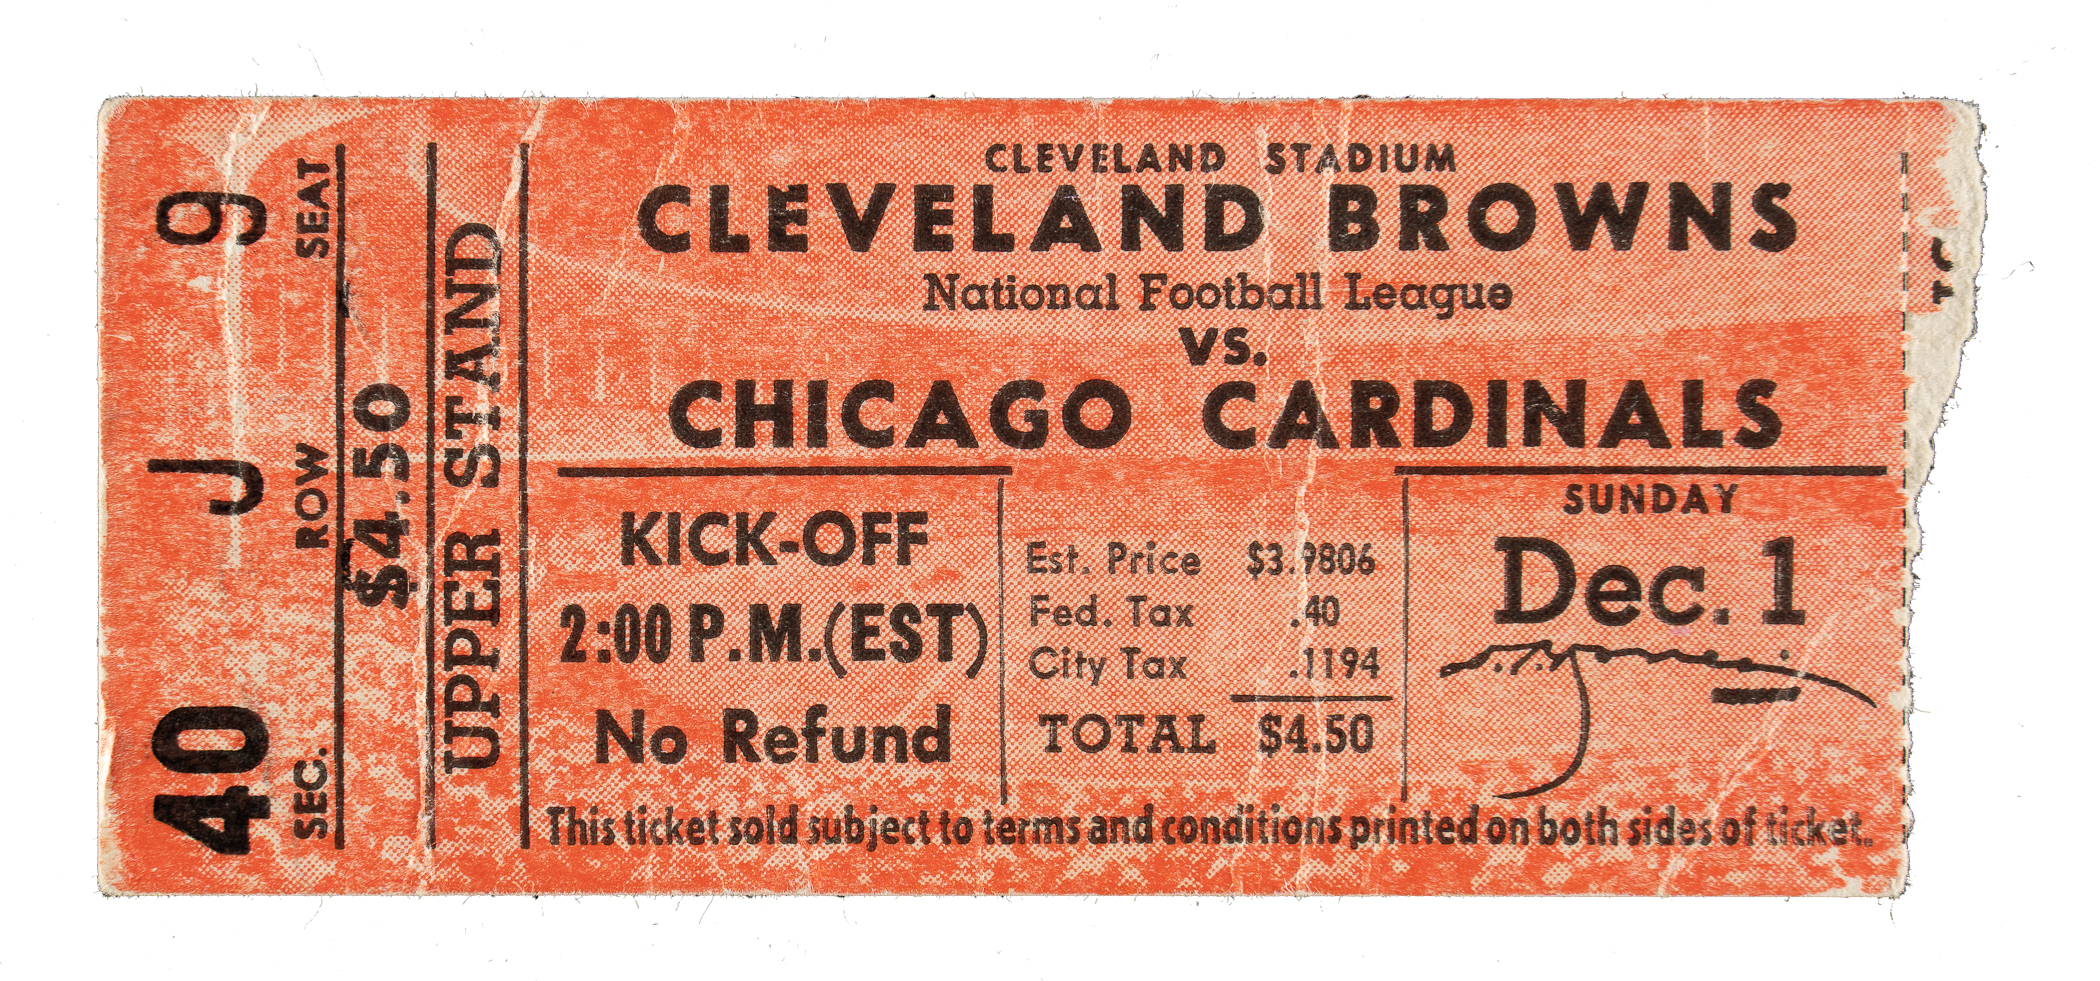 SEAT 9
ROW J
SEC. 40
$4.50
UPPER STAND
CLEVELAND STADIUM
CLEVELAND BROWNS
National Football League
VS.
CHICAGO CARDINALS
KICK-OFF
2:00 P.M.(EST)
No Refund
Est. Price $3.9806
Fed. Tax .40
City Tax .1194
TOTAL $4.50
SUNDAY
Dec. 1
This ticket sold subject to terms and conditions printed on both sides of ticket.